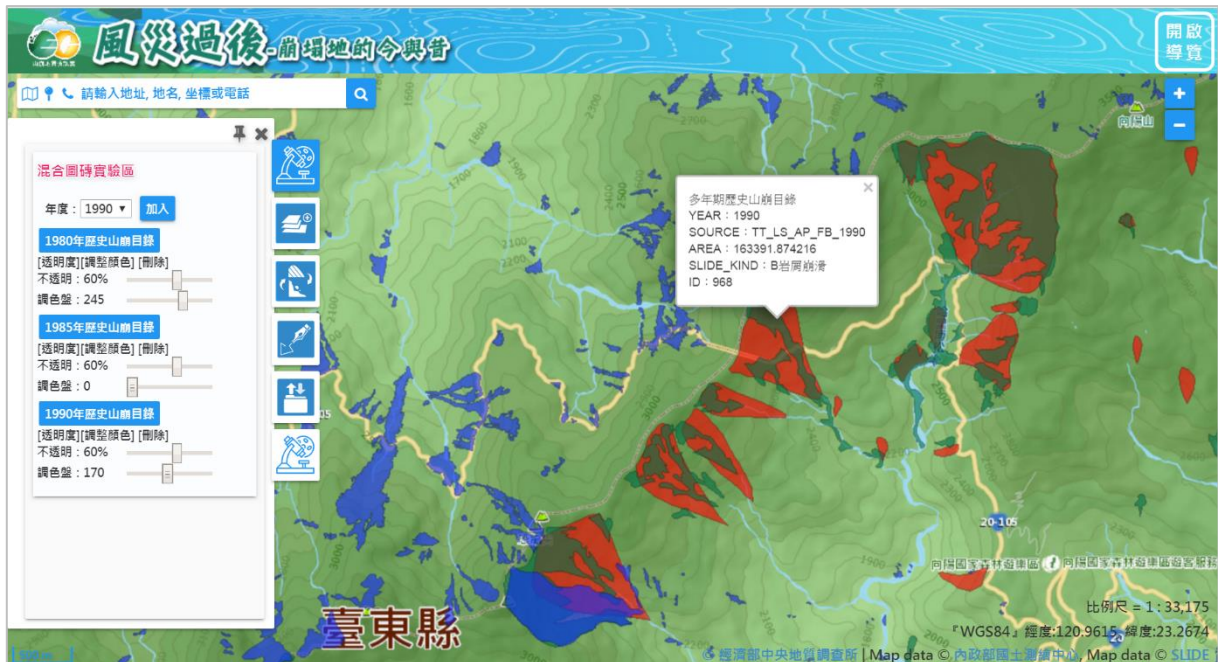 風災過後-崩塌地的今與昔
開啟
導覽
請輸入地址, 地名, 坐標或電話
+
−
向陽山
混合圖磚實驗區
年度：1990
加入
1980年歷史山崩目錄
[透明度][調整顏色] [刪除]
不透明：60%
調色盤：245
1985年歷史山崩目錄
[透明度][調整顏色] [刪除]
不透明：60%
調色盤：0
1990年歷史山崩目錄
[透明度][調整顏色] [刪除]
不透明：60%
調色盤：170
多年期歷史山崩目錄
YEAR：1990
SOURCE：TT_LS_AP_FB_1990
AREA：163391.874216
SLIDE_KIND：B岩屑崩滑
ID：968
20-105
向陽國家森林遊樂區
向陽國家森林遊樂區遊客服務
臺東縣
比例尺 = 1 : 33,175
『WGS84』經度:120.9615, 緯度:23.2674
© 經濟部中央地質調查所 | Map data © 內政部國土測繪中心, Map data © SLIDE